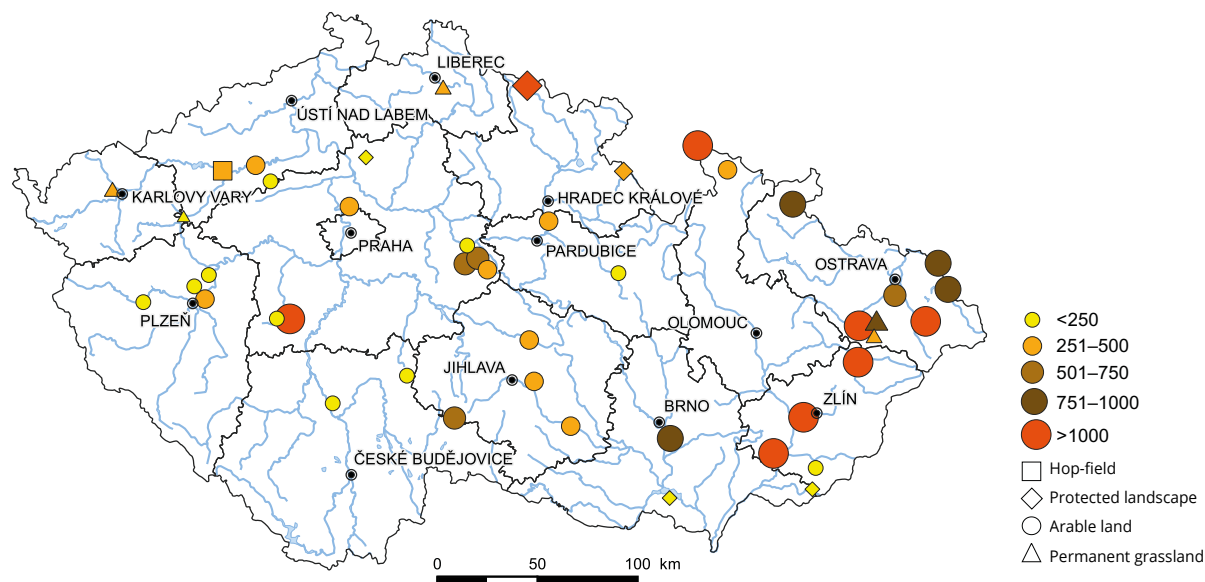 LIBEREC
ÚSTÍ NAD LABEM
KARLOVY VARY
HRADEC KRÁLOVÉ
PRAHA
PARDUBICE
OSTRAVA
PLZEŇ
OLOMOUC
JIHLAVA
BRNO
ZLÍN
ČESKÉ BUDĚJOVICE
<250
251–500
501–750
751–1000
>1000
Hop-field
Protected landscape
Arable land
Permanent grassland
0 50 100 km